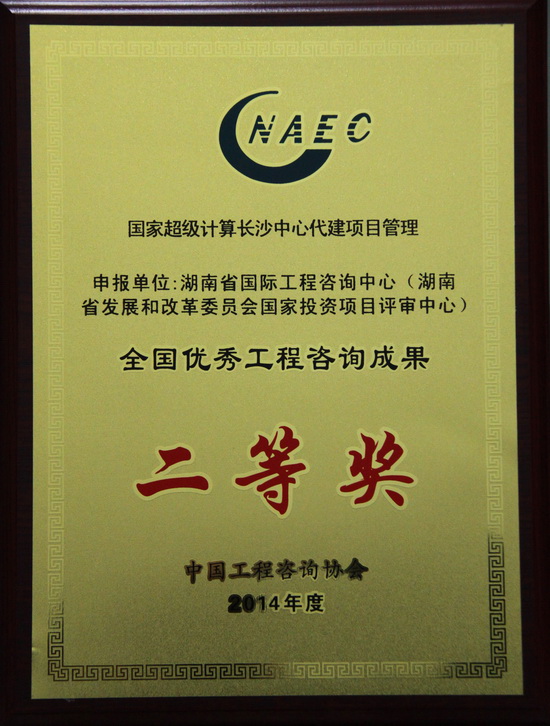 CNAEC
国家超级计算长沙中心代建项目管理
申报单位:湖南省国际工程咨询中心（湖南
省发展和改革委员会国家投资项目评审中心）
全国优秀工程咨询成果
二等奖
中国工程咨询协会
2014年度